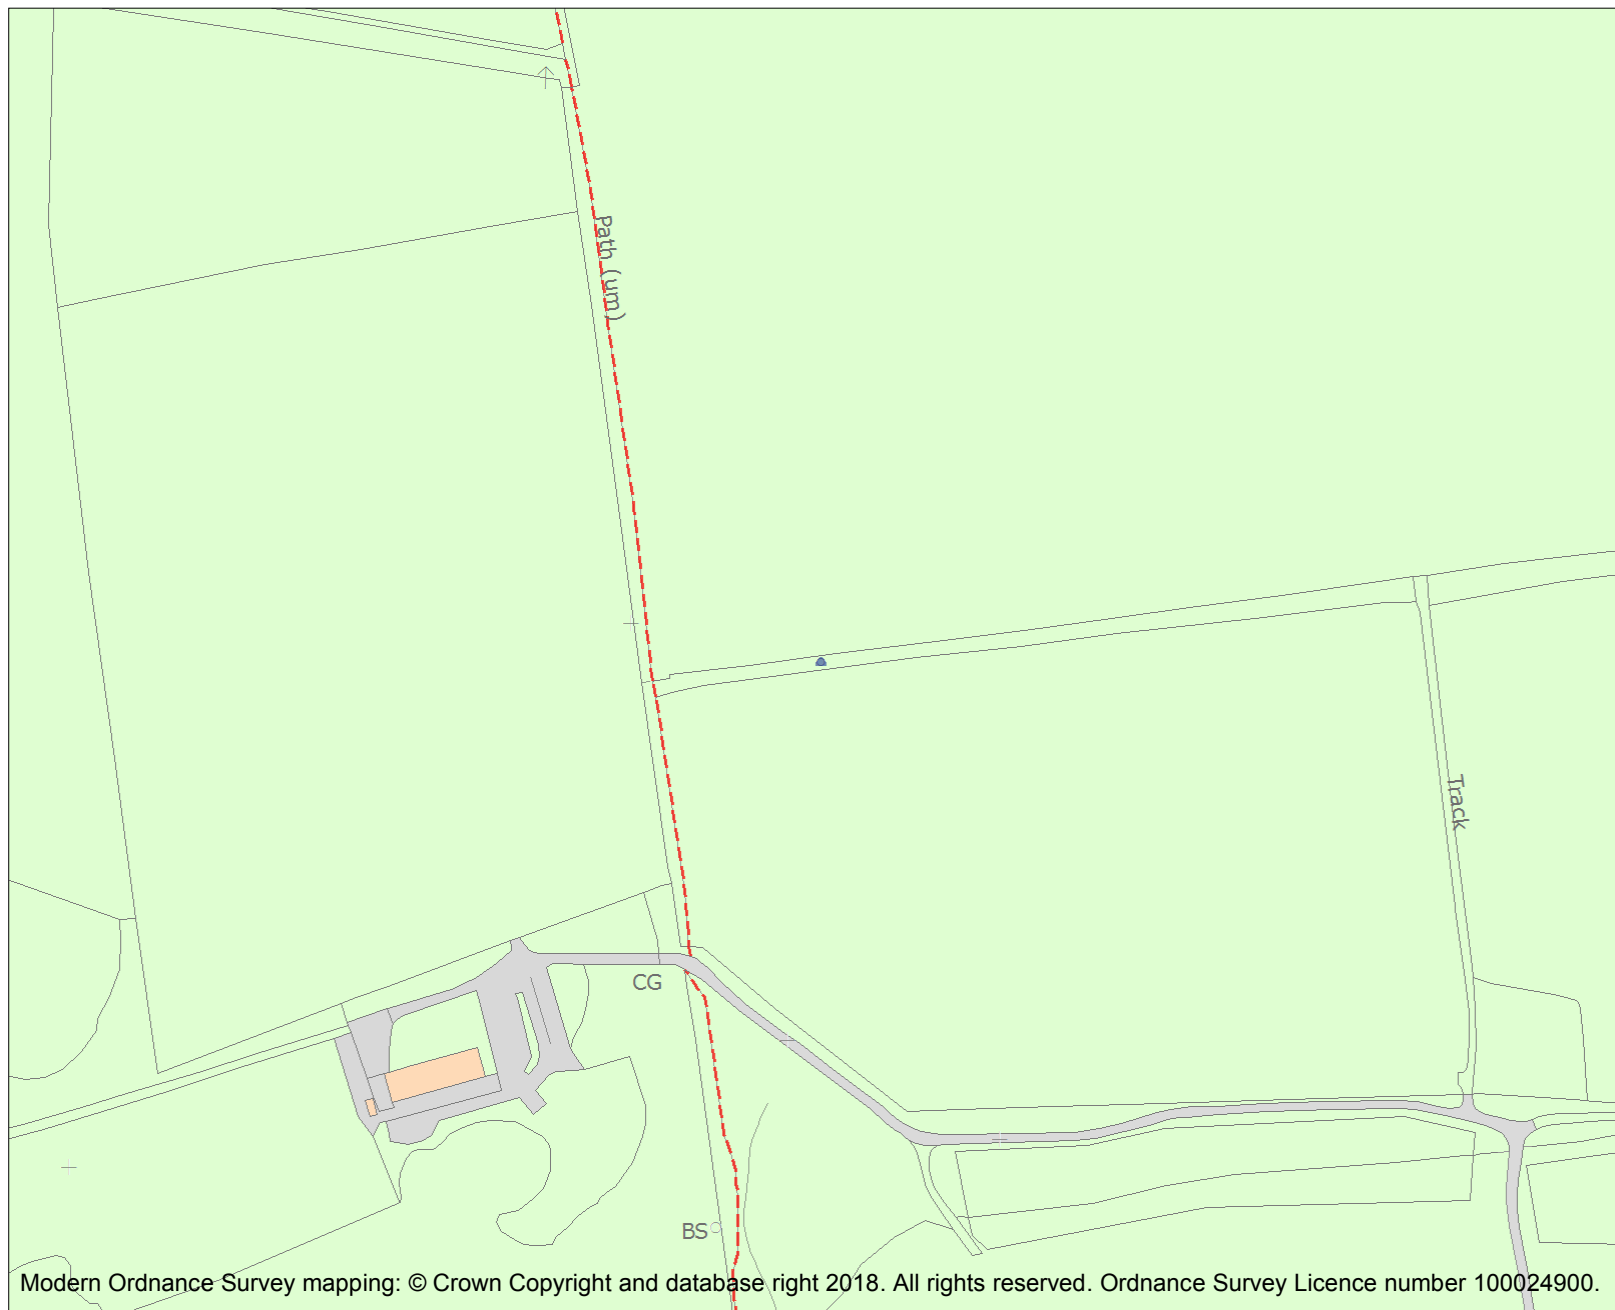 Path (um)
Track
CG
BS
Modern Ordnance Survey mapping: © Crown Copyright and database right 2018. All rights reserved. Ordnance Survey Licence number 100024900.